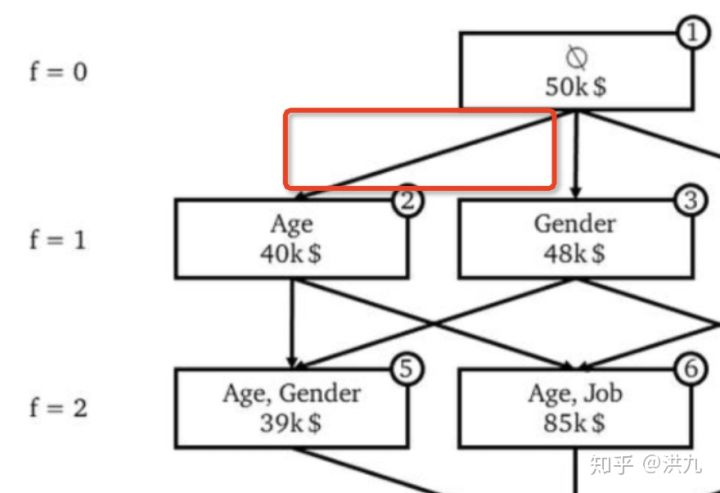 ①
f = 0
∅
50k $
②
③
f = 1
Age
40k $
Gender
48k $
⑤
⑥
f = 2
Age, Gender
39k $
Age, Job
85k $
知乎 @洪九